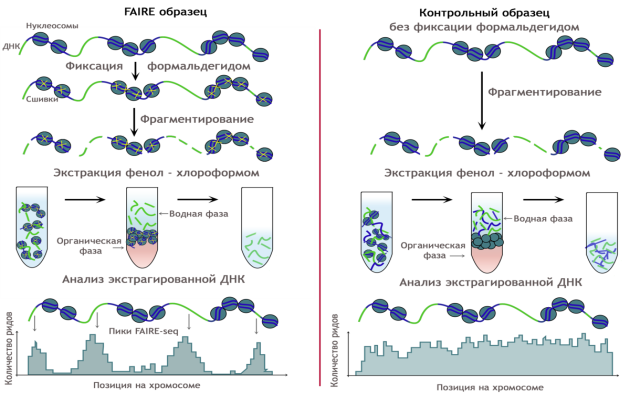 FAIRE образец
Нуклеосомы
ДНК
Фиксация формальдегидом
Сшивки
Фрагментирование
Экстракция фенол - хлороформом
Водная фаза
Органическая
фаза
Анализ экстрагированной ДНК
Пики FAIRE-seq
Количество ридов
Позиция на хромосоме
Контрольный образец
без фиксации формальдегидом
Фрагментирование
Экстракция фенол - хлороформом
Водная фаза
Органическая
фаза
Анализ экстрагированной ДНК
Количество ридов
Позиция на хромосоме